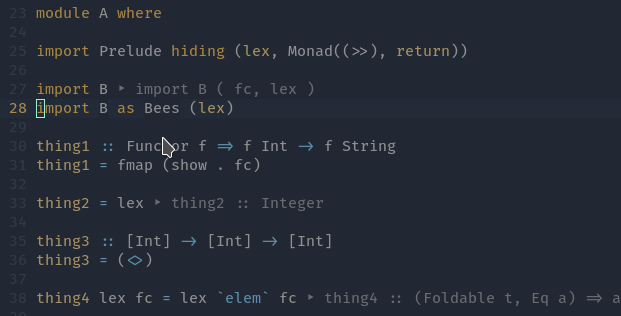 23 module A where
24
25 import Prelude hiding (lex, Monad((>>), return))
26
27 import B ‣ import B ( fc, lex )
28 import B as Bees (lex)
29
30 thing1 :: Functor f ⇒ f Int → f String
31 thing1 = fmap (show . fc)
32
33 thing2 = lex ‣ thing2 :: Integer
34
35 thing3 :: [Int] → [Int] → [Int]
36 thing3 = (<>)
37
38 thing4 lex fc = lex `elem` fc ‣ thing4 :: (Foldable t, Eq a) ⇒ a